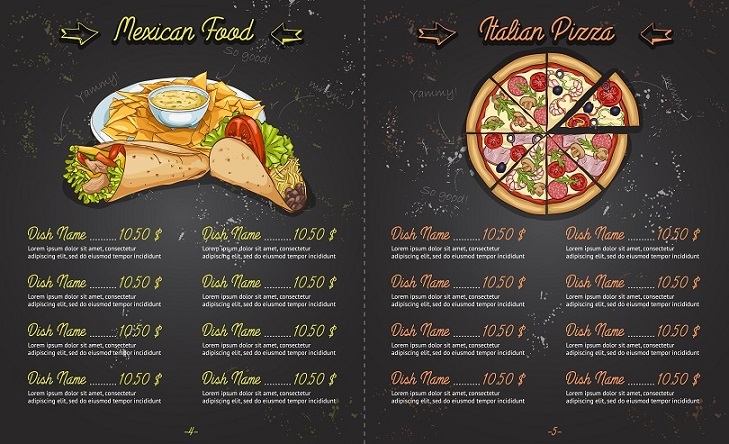 Mexican Food
So good!
Yummy!
Dish Name ........ 10.50 $
Lorem ipsum dolor sit amet, consectetur
adipiscing elit, sed do eiusmod tempor incididunt
Dish Name ........ 10.50 $
Lorem ipsum dolor sit amet, consectetur
adipiscing elit, sed do eiusmod tempor incididunt
Dish Name ........ 10.50 $
Lorem ipsum dolor sit amet, consectetur
adipiscing elit, sed do eiusmod tempor incididunt
Dish Name ........ 10.50 $
Lorem ipsum dolor sit amet, consectetur
adipiscing elit, sed do eiusmod tempor incididunt
Dish Name ........ 10.50 $
Lorem ipsum dolor sit amet, consectetur
adipiscing elit, sed do eiusmod tempor incididunt
Dish Name ........ 10.50 $
Lorem ipsum dolor sit amet, consectetur
adipiscing elit, sed do eiusmod tempor incididunt
Dish Name ........ 10.50 $
Lorem ipsum dolor sit amet, consectetur
adipiscing elit, sed do eiusmod tempor incididunt
Dish Name ........ 10.50 $
Lorem ipsum dolor sit amet, consectetur
adipiscing elit, sed do eiusmod tempor incididunt
-4-
Italian Pizza
Yummy!
So good!
Dish Name ........ 10.50 $
Lorem ipsum dolor sit amet, consectetur
adipiscing elit, sed do eiusmod tempor incididunt
Dish Name ........ 10.50 $
Lorem ipsum dolor sit amet, consectetur
adipiscing elit, sed do eiusmod tempor incididunt
Dish Name ........ 10.50 $
Lorem ipsum dolor sit amet, consectetur
adipiscing elit, sed do eiusmod tempor incididunt
Dish Name ........ 10.50 $
Lorem ipsum dolor sit amet, consectetur
adipiscing elit, sed do eiusmod tempor incididunt
Dish Name ........ 10.50 $
Lorem ipsum dolor sit amet, consectetur
adipiscing elit, sed do eiusmod tempor incididunt
Dish Name ........ 10.50 $
Lorem ipsum dolor sit amet, consectetur
adipiscing elit, sed do eiusmod tempor incididunt
Dish Name ........ 10.50 $
Lorem ipsum dolor sit amet, consectetur
adipiscing elit, sed do eiusmod tempor incididunt
Dish Name ........ 10.50 $
Lorem ipsum dolor sit amet, consectetur
adipiscing elit, sed do eiusmod tempor incididunt
-5-